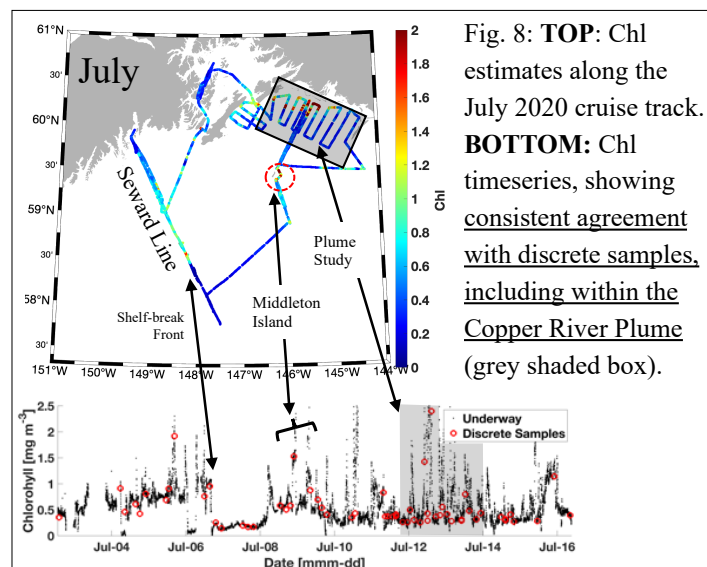 61°N
30'
60°N
30'
59°N
30'
58°N
30'
151°W
150°W
149°W
148°W
147°W
146°W
145°W
144°W
July
Seward Line
Shelf-break
Front
Middleton
Island
Plume
Study
2
1.8
1.6
1.4
1.2
1
0.8
0.6
0.4
0.2
0
Chl
Fig. 8: TOP: Chl
estimates along the
July 2020 cruise track.
BOTTOM: Chl
timeseries, showing
consistent agreement
with discrete samples,
including within the
Copper River Plume
(grey shaded box).
Chlorohyll [mg m-3]
2.5
2
1.5
1
0.5
0
Underway
Discrete Samples
Jul-04
Jul-06
Jul-08
Jul-10
Jul-12
Jul-14
Jul-16
Date [mmm-dd]